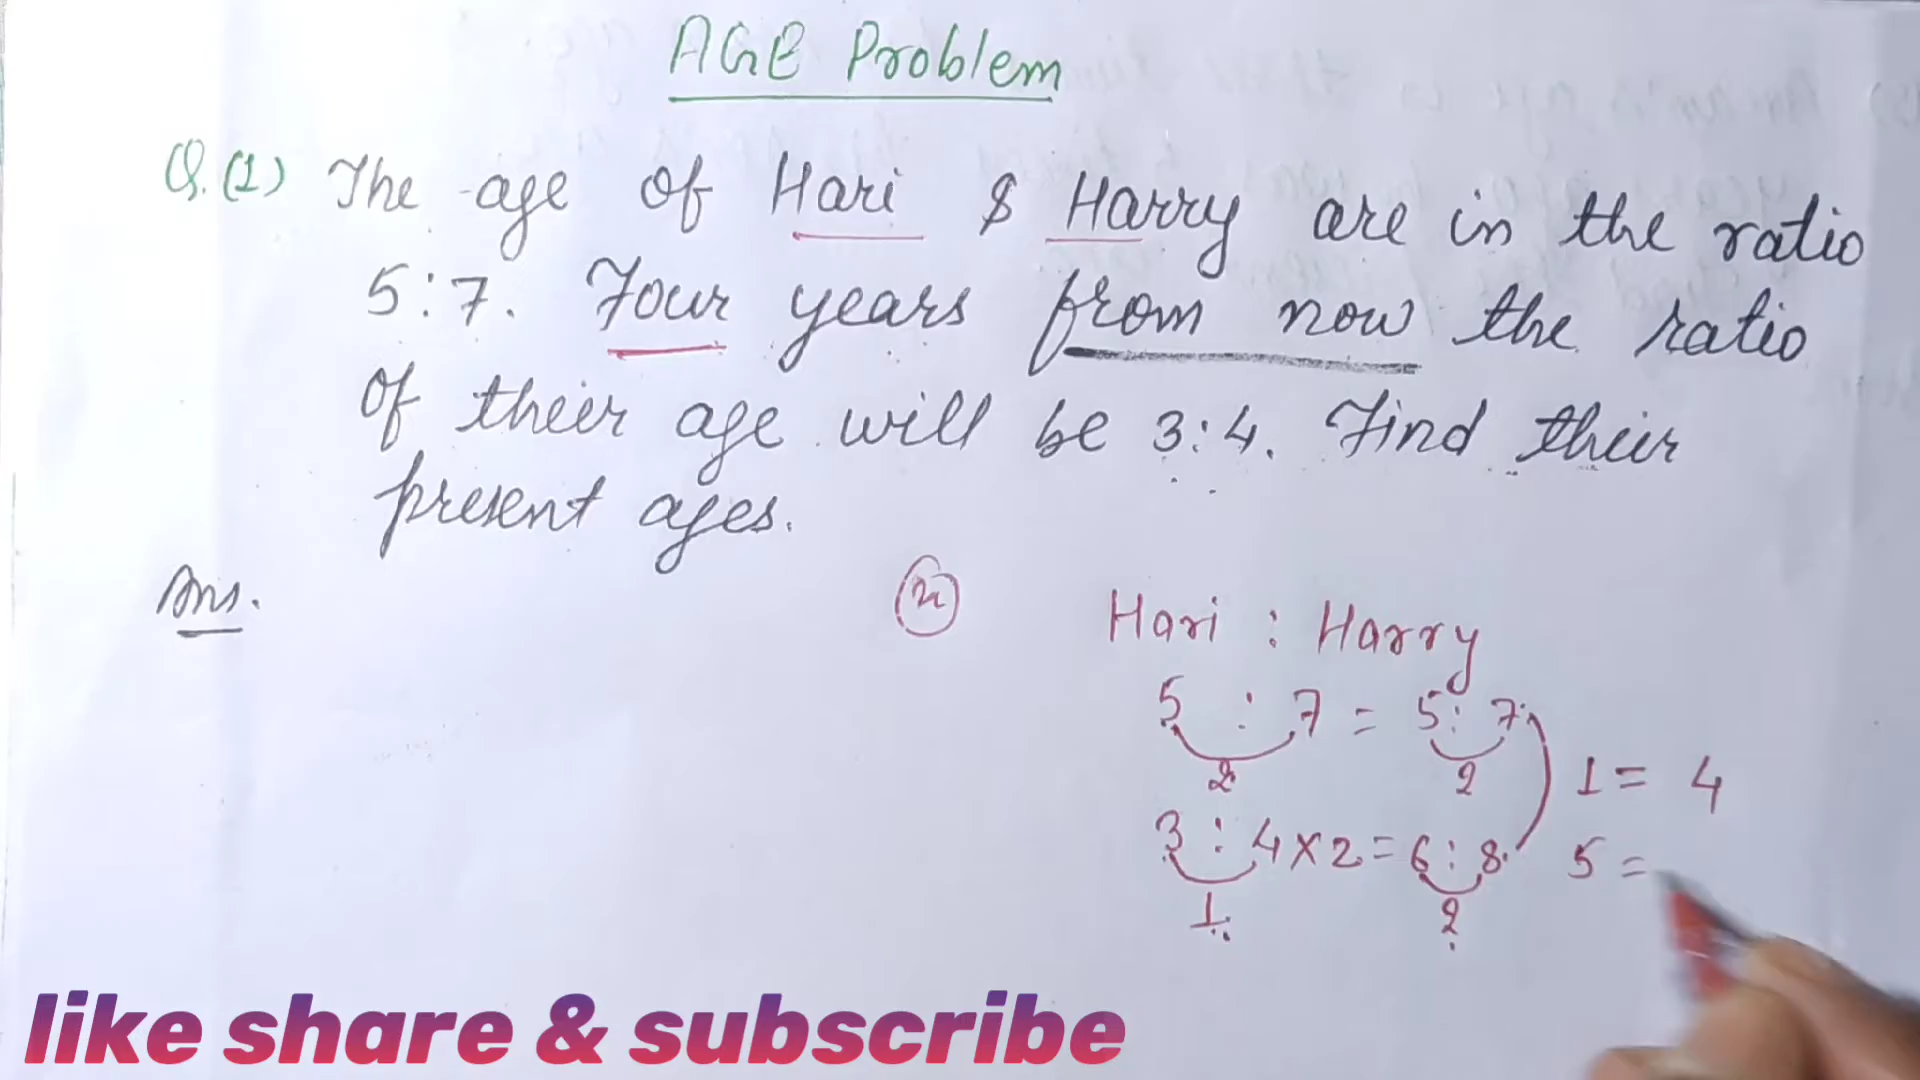 AGE Problem
Q.(1) The age of Hari & Harry are in the ratio
5:7. Four years from now the ratio
of theer age will be 3:4. Find their
present ages.
Ans.
x
Hari : Harry
5 : 7 = 5 : 7
2 2
1 = 4
3 : 4 × 2 = 6 : 8
5 =
1 2
like share & subscribe